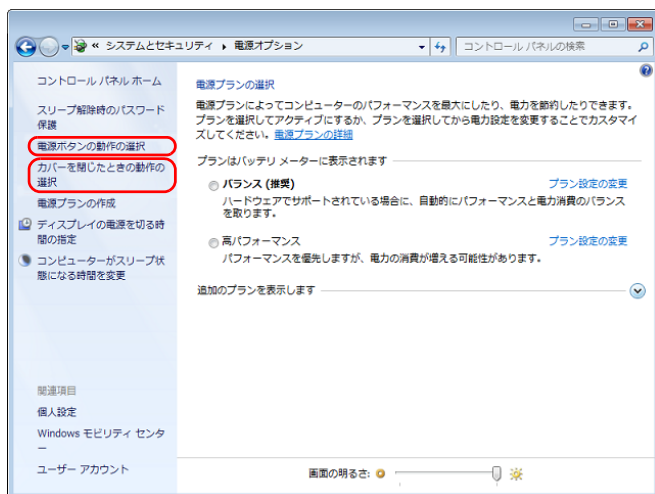 « システムとセキュリティ ▸ 電源オプション
コントロール パネルの検索
コントロール パネル ホーム
スリープ解除時のパスワード
保護
電源ボタンの動作の選択
カバーを閉じたときの動作の
選択
電源プランの作成
ディスプレイの電源を切る時
間の指定
コンピューターがスリープ状
態になる時間を変更
関連項目
個人設定
Windows モビリティ センタ
ー
ユーザー アカウント
電源プランの選択
電源プランによってコンピューターのパフォーマンスを最大にしたり、電力を節約したりできます。
プランを選択してアクティブにするか、プランを選択してから電力設定を変更することでカスタマイ
ズしてください。電源プランの詳細
プランはバッテリ メーターに表示されます
バランス (推奨) プラン設定の変更
ハードウェアでサポートされている場合に、自動的にパフォーマンスと電力消費のバランス
を取ります。
高パフォーマンス プラン設定の変更
パフォーマンスを優先しますが、電力の消費が増える可能性があります。
追加のプランを表示します
画面の明るさ: